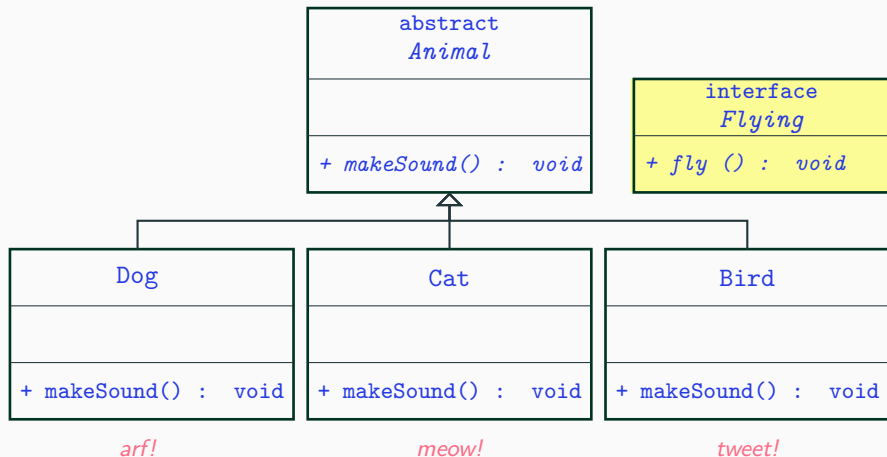 abstract
Animal
+ makeSound() : void
interface
Flying
+ fly () : void
Dog
+ makeSound() : void
arf!
Cat
+ makeSound() : void
meow!
Bird
+ makeSound() : void
tweet!